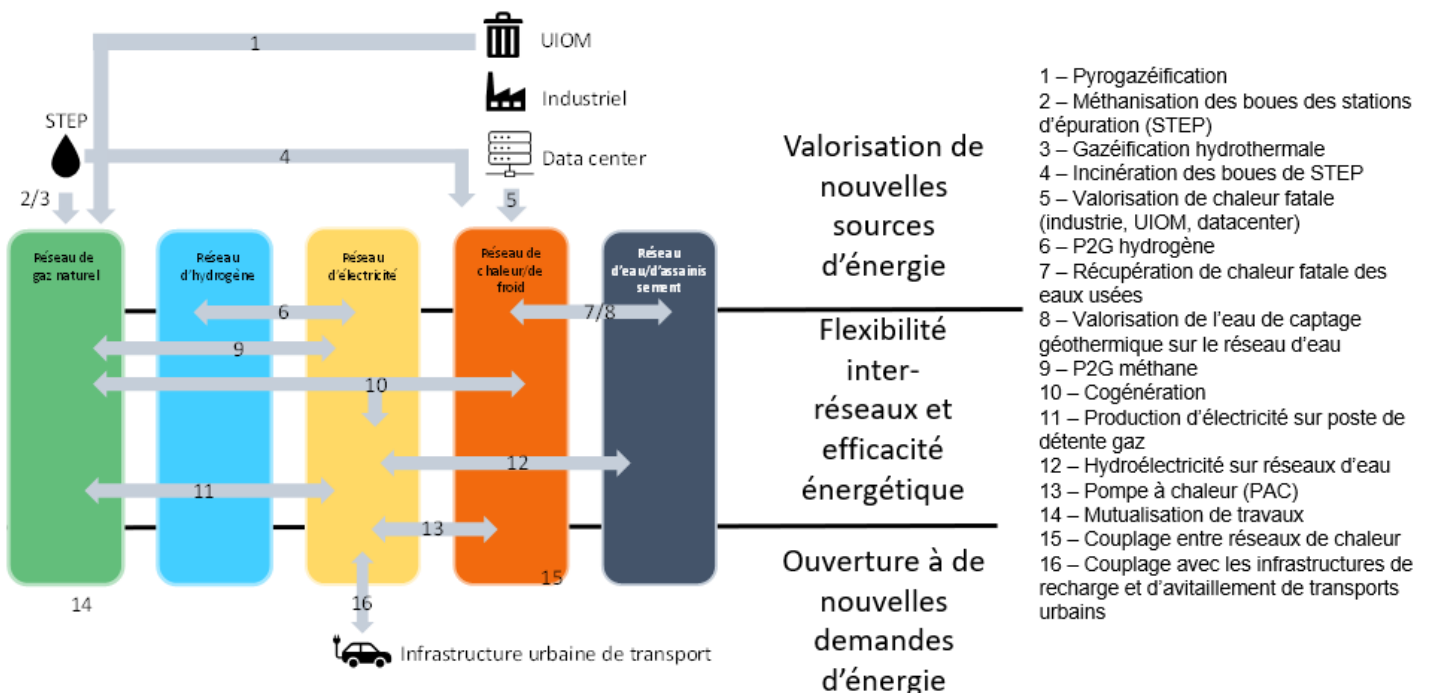 1
UIOM
Industriel
STEP
4
Data center
2/3
5
Réseau de
gaz naturel
Réseau
d'hydrogène
Réseau
d'électricité
Réseau de
chaleur/de
froid
Réseau
d'eau/d'assainis
sement
6
7/8
9
10
12
11
13
15
14
16
Infrastructure urbaine de transport
Valorisation de
nouvelles
sources
d'énergie
Flexibilité
inter-
réseaux et
efficacité
énergétique
Ouverture à de
nouvelles
demandes
d'énergie
1 – Pyrogazéification
2 – Méthanisation des boues des stations
d'épuration (STEP)
3 – Gazéification hydrothermale
4 – Incinération des boues de STEP
5 – Valorisation de chaleur fatale
(industrie, UIOM, datacenter)
6 – P2G hydrogène
7 – Récupération de chaleur fatale des
eaux usées
8 – Valorisation de l'eau de captage
géothermique sur le réseau d'eau
9 – P2G méthane
10 – Cogénération
11 – Production d'électricité sur poste de
détente gaz
12 – Hydroélectricité sur réseaux d'eau
13 – Pompe à chaleur (PAC)
14 – Mutualisation de travaux
15 – Couplage entre réseaux de chaleur
16 – Couplage avec les infrastructures de
recharge et d'avitaillement de transports
urbains